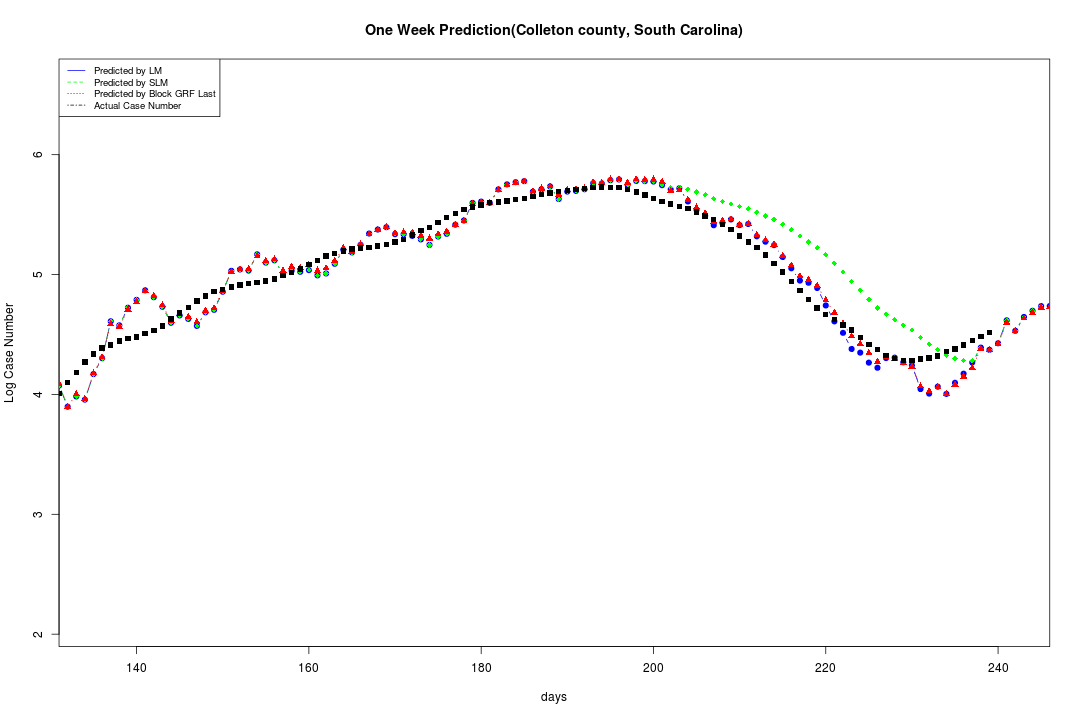 One Week Prediction(Colleton county, South Carolina)
Predicted by LM
Predicted by SLM
Predicted by Block GRF Last
Actual Case Number
6
5
4
3
2
Log Case Number
140 160 180 200 220 240
days